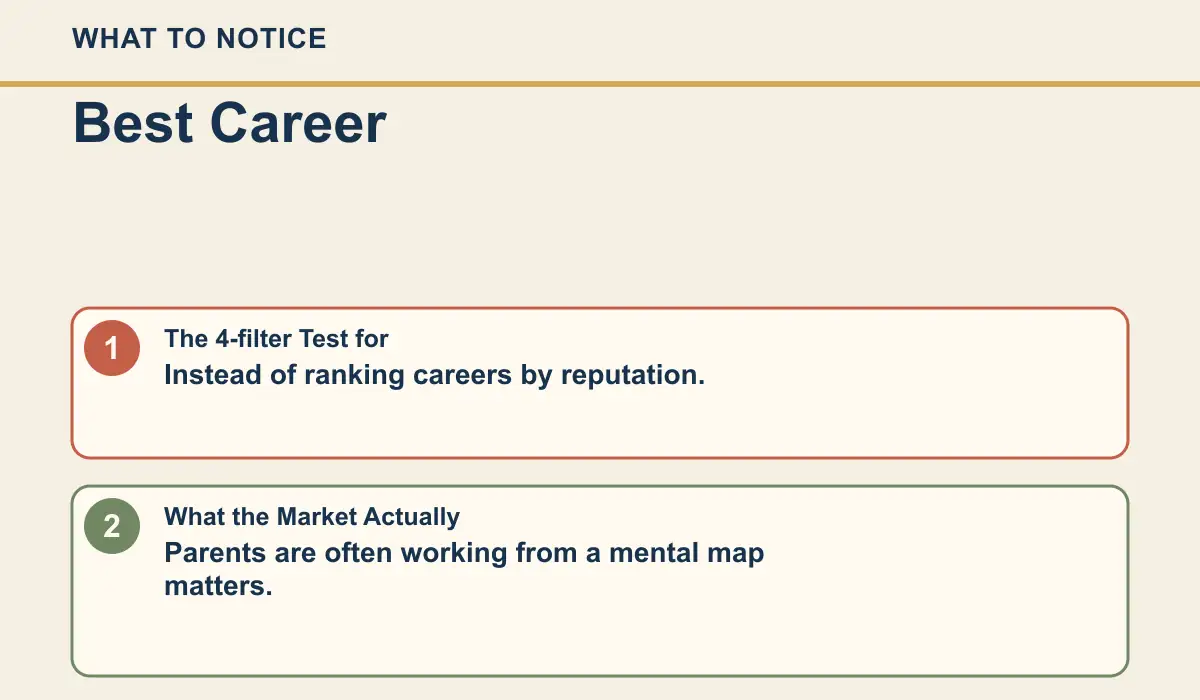 WHAT TO NOTICE
Best Career
1
The 4-filter Test for
Instead of ranking careers by reputation.
2
What the Market Actually
Parents are often working from a mental map
matters.